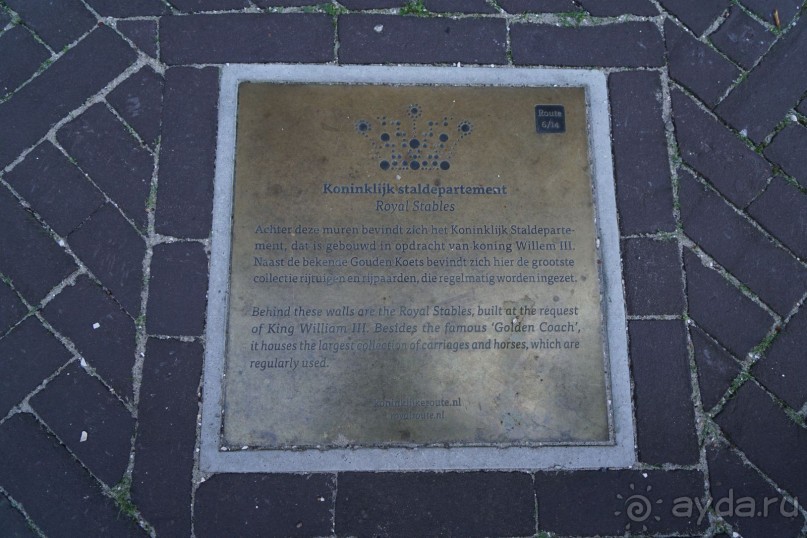 Route
6/14
Koninklijk staldepartement
Royal Stables
Achter deze muren bevindt zich het Koninklijk Staldeparte-
ment, dat is gebouwd in opdracht van koning Willem III.
Naast de bekende Gouden Koets bevindt zich hier de grootste
collectie rijtuigen en rijpaarden, die regelmatig worden ingezet.
Behind these walls are the Royal Stables, built at the request
of King William III. Besides the famous 'Golden Coach',
it houses the largest collection of carriages and horses, which are
regularly used.
ayda.ru